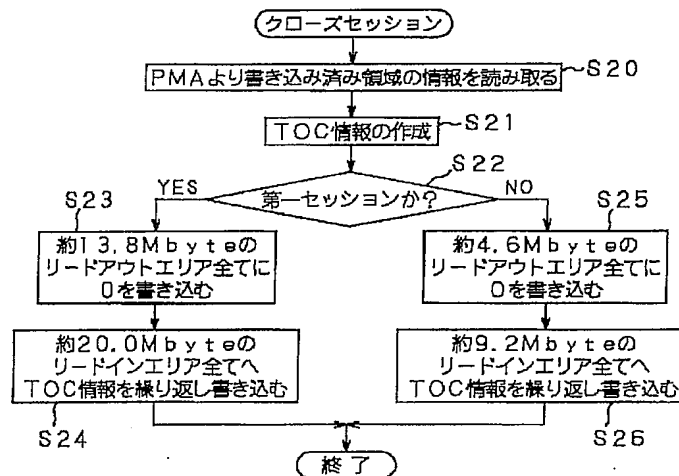 クローズセッション
PMAより書き込み済み領域の情報を読み取る
S20
TOC情報の作成
S21
第一セッションか?
S22
YES
NO
S23
約13.8Mbyteの
リードアウトエリア全てに
0を書き込む
S25
約4.6Mbyteの
リードアウトエリア全てに
0を書き込む
約20.0Mbyteの
リードインエリア全てへ
TOC情報を繰り返し書き込む
S24
約9.2Mbyteの
リードインエリア全てへ
TOC情報を繰り返し書き込む
S26
終了